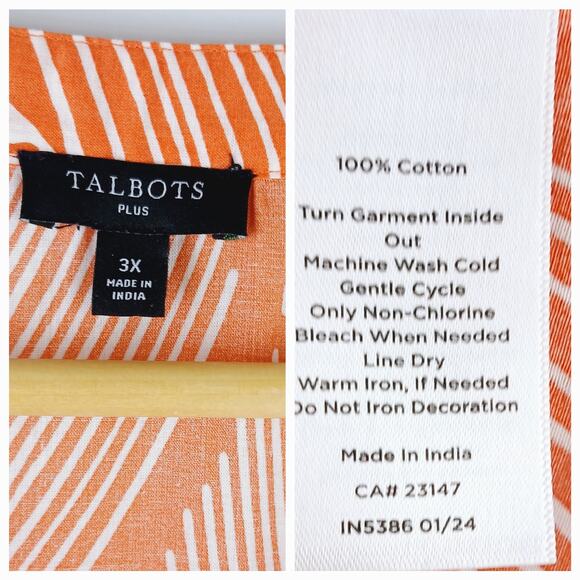 TALBOTS
PLUS
3X
MADE IN
INDIA
100% Cotton
Turn Garment Inside
Out
Machine Wash Cold
Gentle Cycle
Only Non-Chlorine
Bleach When Needed
Line Dry
Warm Iron, If Needed
Do Not Iron Decoration
Made In India
CA# 23147
IN5386 01/24